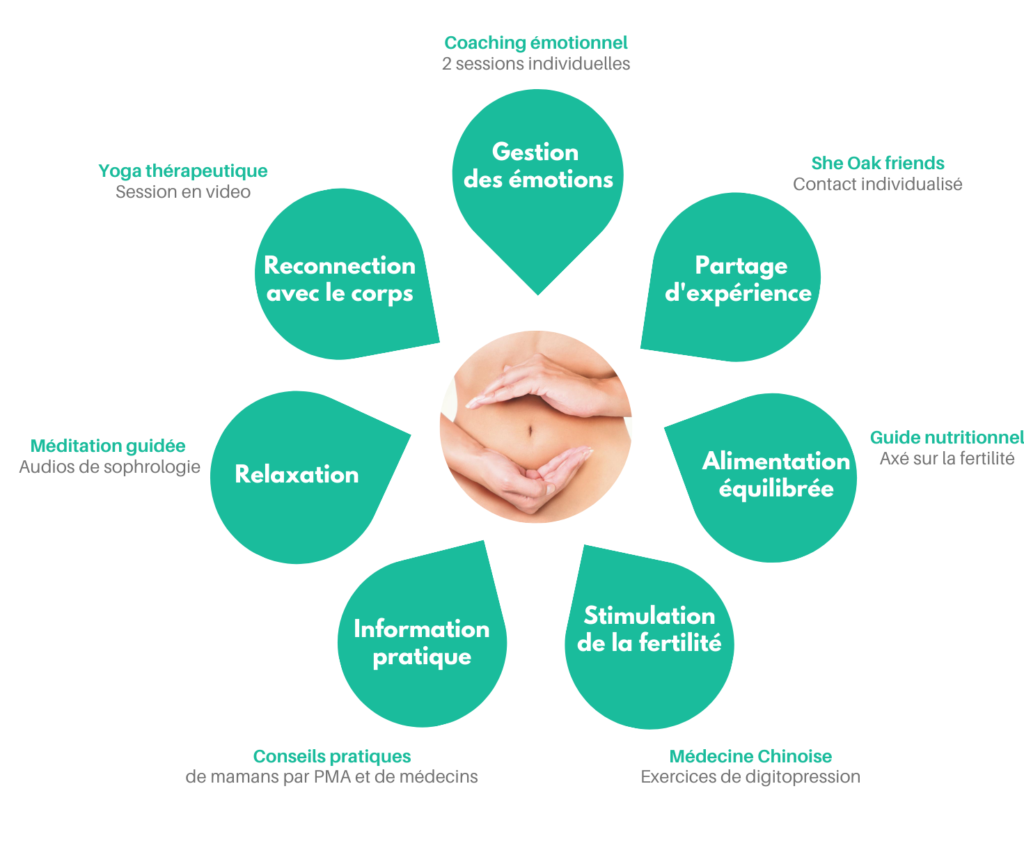 Coaching émotionnel
2 sessions individuelles
Gestion
des émotions
She Oak friends
Contact individualisé
Partage
d'expérience
Guide nutritionnel
Axé sur la fertilité
Alimentation
équilibrée
Stimulation
de la fertilité
Médecine Chinoise
Exercices de digitopression
Information
pratique
Conseils pratiques
de mamans par PMA et de médecins
Méditation guidée
Audios de sophrologie
Relaxation
Yoga thérapeutique
Session en video
Reconnection
avec le corps